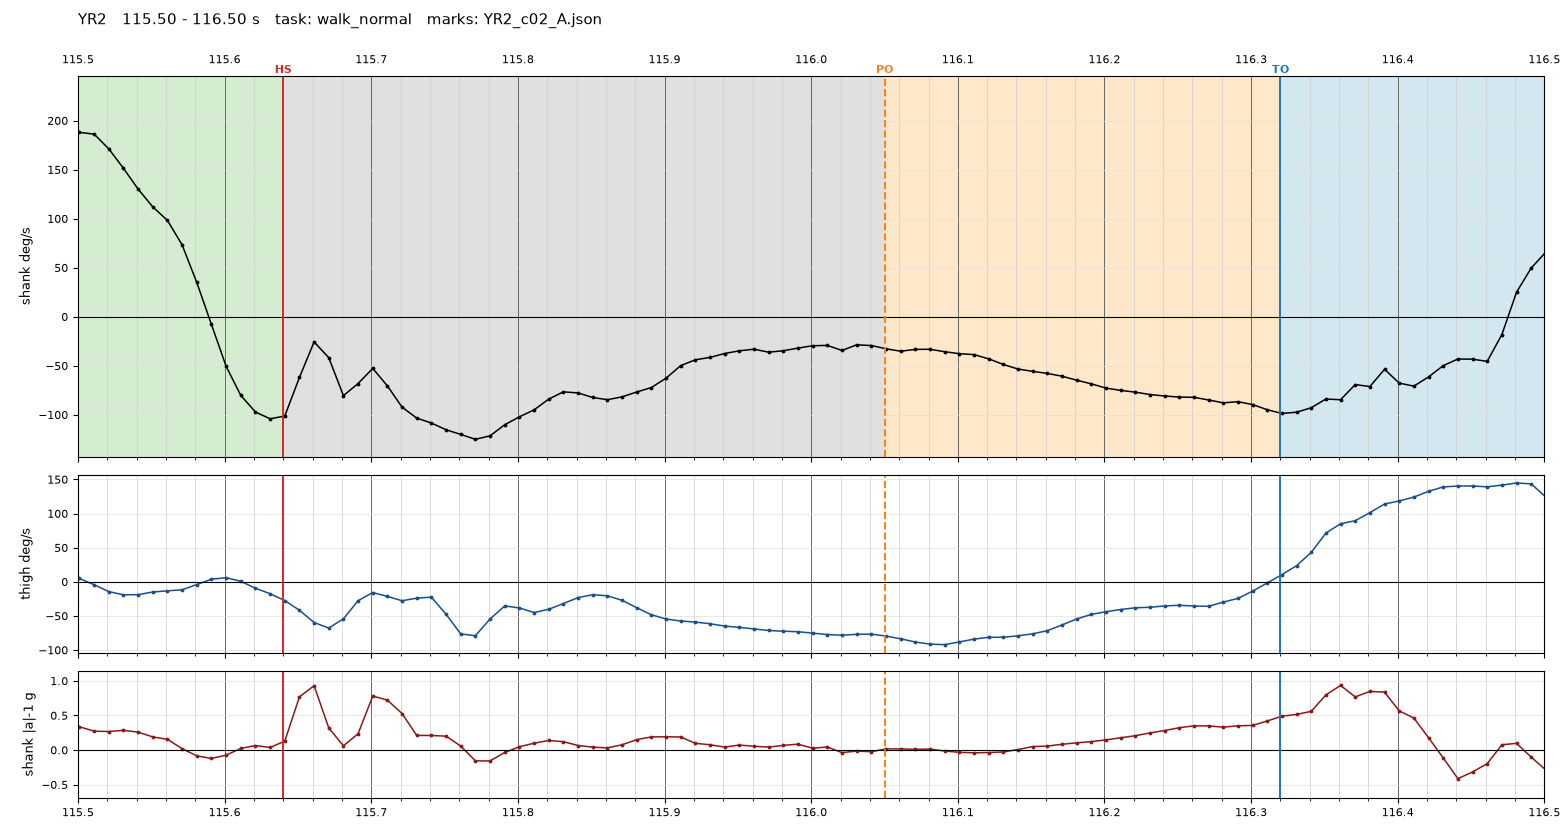 YR2   115.50 - 116.50 s   task: walk_normal   marks: YR2_c02_A.json
115.5 115.6 115.7 115.8 115.9 116.0 116.1 116.2 116.3 116.4 116.5
HS PO TO
shank deg/s
200
150
100
50
0
−50
−100
thigh deg/s
150
100
50
0
−50
−100
shank |a|-1 g
1.0
0.5
0.0
−0.5
115.5 115.6 115.7 115.8 115.9 116.0 116.1 116.2 116.3 116.4 116.5